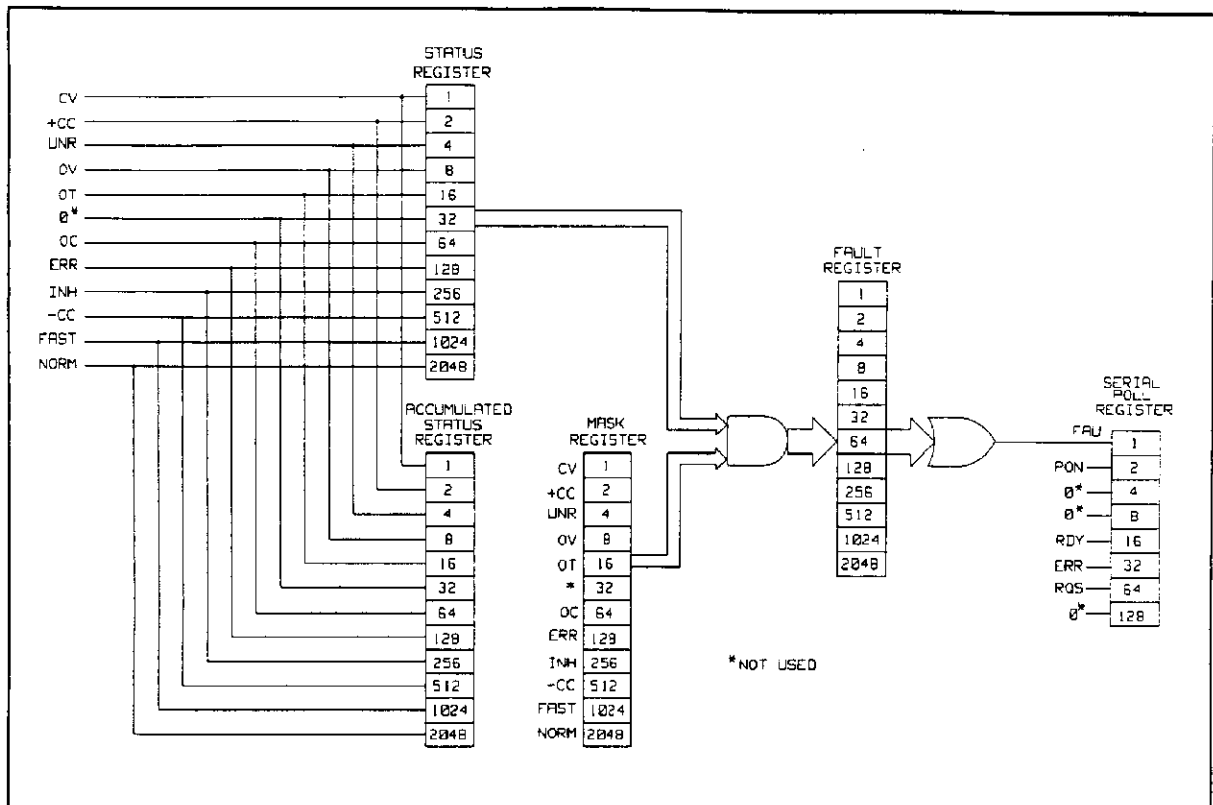 STATUS
REGISTER
CV 1
+CC 2
UNR 4
OV 8
OT 16
0* 32
OC 64
ERR 128
INH 256
-CC 512
FAST 1024
NORM 2048
ACCUMULATED
STATUS
REGISTER
1
2
4
8
16
32
64
128
256
512
1024
2048
MASK
REGISTER
CV 1
+CC 2
UNR 4
OV 8
OT 16
* 32
OC 64
ERR 128
INH 256
-CC 512
FAST 1024
NORM 2048
FAULT
REGISTER
1
2
4
8
16
32
64
128
256
512
1024
2048
*NOT USED
SERIAL
POLL
REGISTER
FAU 1
PON 2
0* 4
0* 8
RDY 16
ERR 32
RQS 64
0* 128